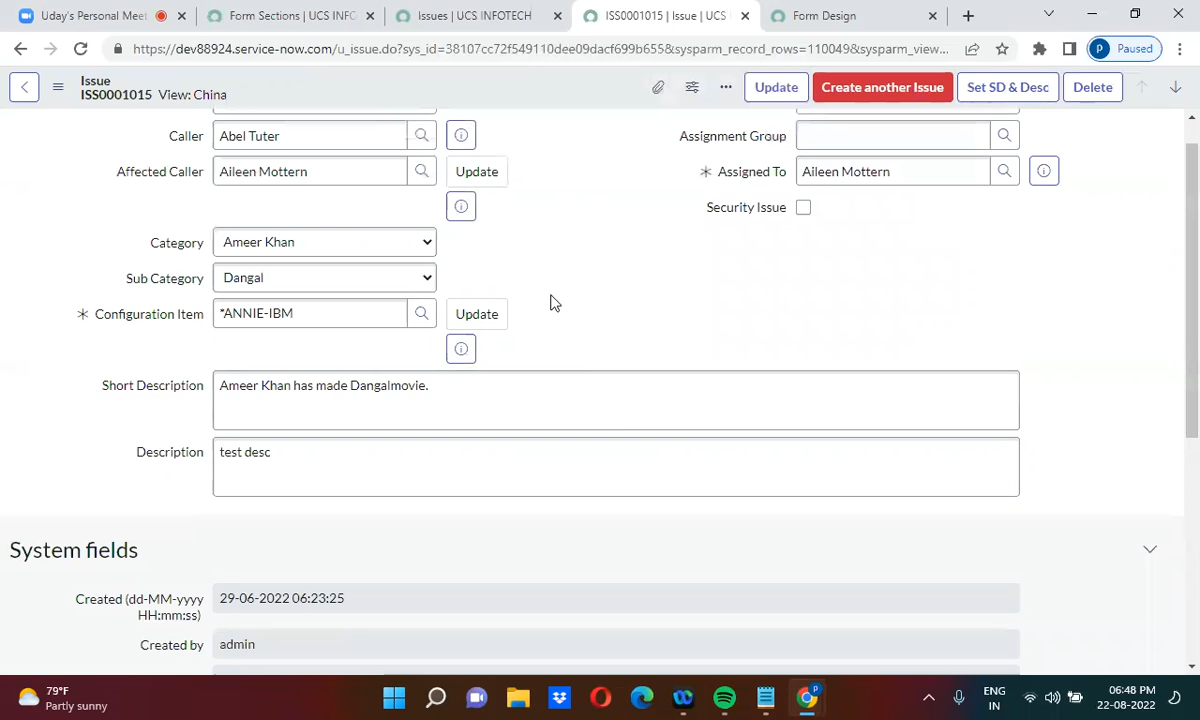 Uday's Personal Meet
Form Sections | UCS INFO
Issues | UCS INFOTECH
ISS0001015 | Issue | UCS
Form Design
https://dev88924.service-now.com/u_issue.do?sys_id=38107cc72f549110dee09dacf699b655&sysparm_record_rows=110049&sysparm_view...
P Paused
Issue
ISS0001015 View: China
Update
Create another Issue
Set SD & Desc
Delete
Caller Abel Tuter
Assignment Group
Affected Caller Aileen Mottern Update
* Assigned To Aileen Mottern
Security Issue
Category Ameer Khan
Sub Category Dangal
* Configuration Item *ANNIE-IBM Update
Short Description Ameer Khan has made Dangalmovie.
Description test desc
System fields
Created (dd-MM-yyyy
HH:mm:ss)
29-06-2022 06:23:25
Created by admin
79°F
Partly sunny
ENG
IN
06:48 PM
22-08-2022